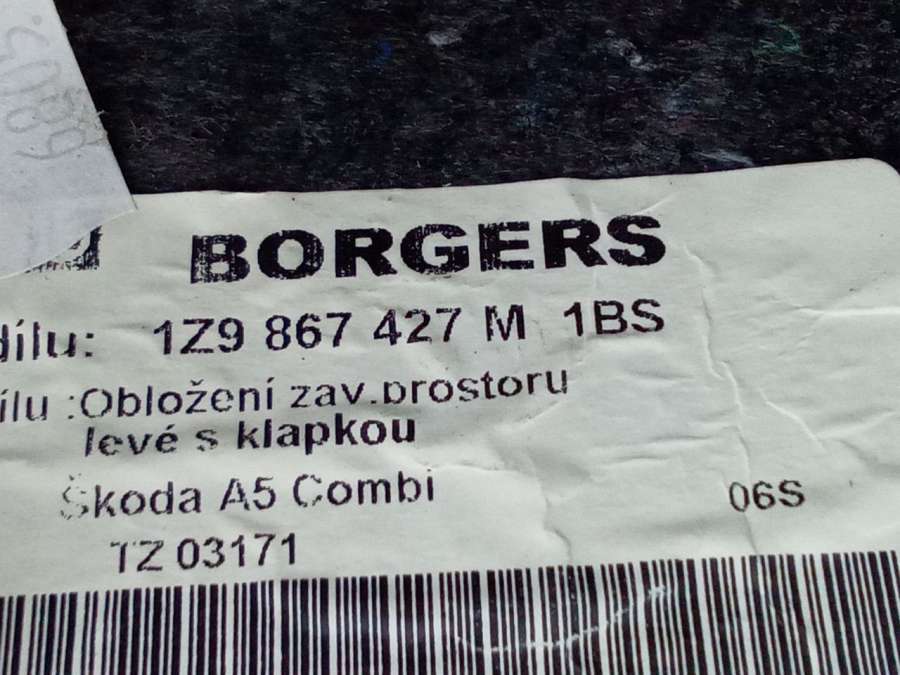 BORGERS
dílu: 1Z9 867 427 M 1BS
ílu :Obložení zav.prostoru
levé s klapkou
Škoda A5 Combi
06S
TZ 03171